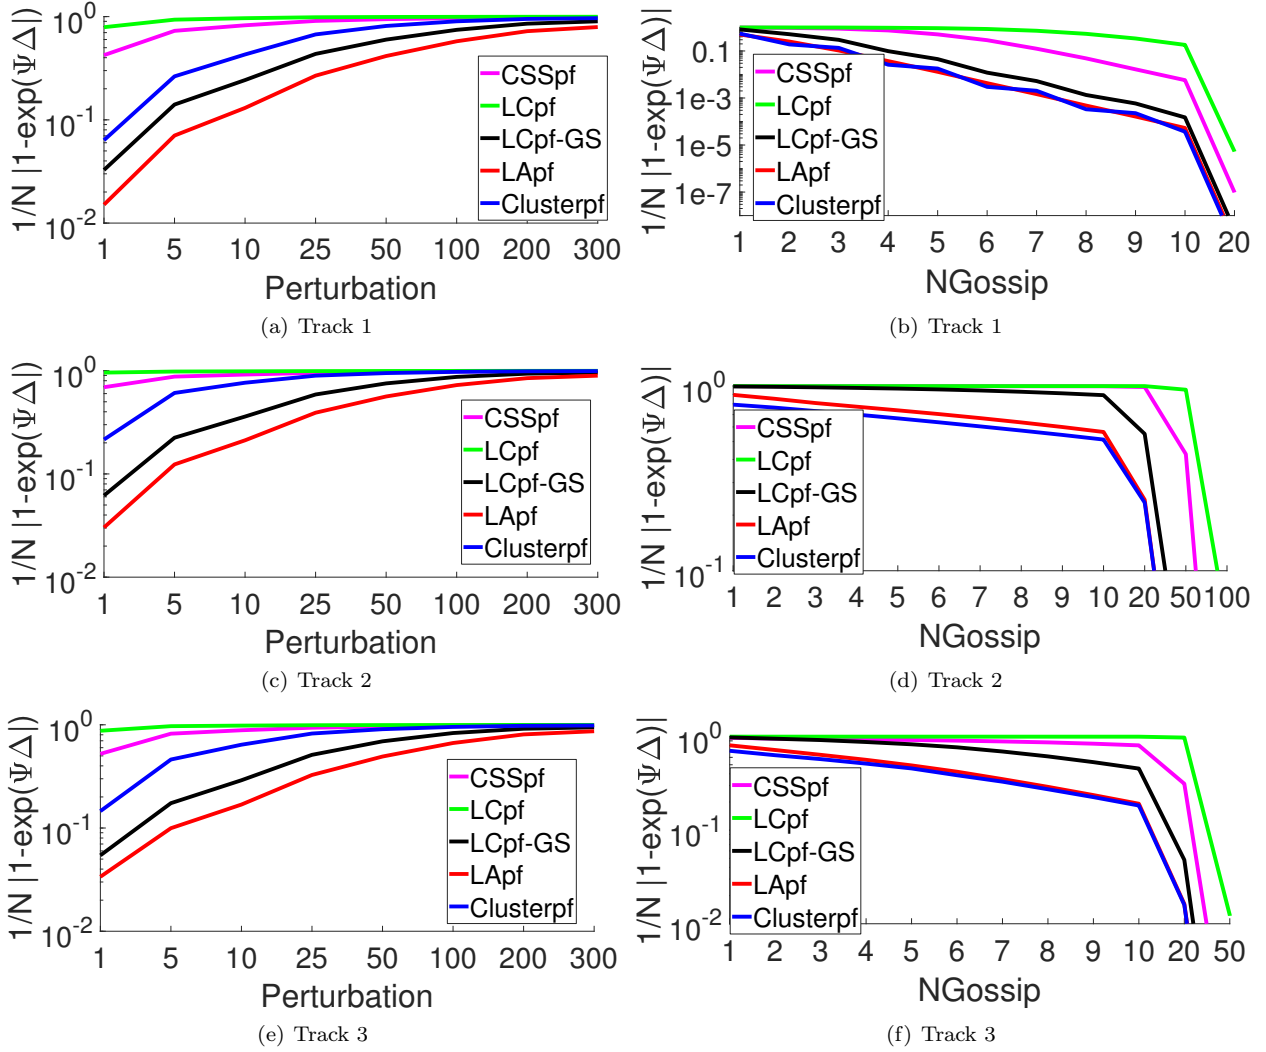 1/N |1-exp(Ψ Δ|)
10^0
10^-1
10^-2
CSSpf
LCpf
LCpf-GS
LApf
Clusterpf
1 5 10 25 50 100 200 300
Perturbation
(a) Track 1
1/N |1-exp(Ψ Δ)|
0.1
1e-3
1e-5
1e-7
CSSpf
LCpf
LCpf-GS
LApf
Clusterpf
1 2 3 4 5 6 7 8 9 10 20
NGossip
(b) Track 1
1/N |1-exp(Ψ Δ|)
10^0
10^-1
10^-2
CSSpf
LCpf
LCpf-GS
LApf
Clusterpf
1 5 10 25 50 100 200 300
Perturbation
(c) Track 2
1/N |1-exp(Ψ Δ)|
10^0
10^-1
CSSpf
LCpf
LCpf-GS
LApf
Clusterpf
1 2 3 4 5 6 7 8 9 10 20 50 100
NGossip
(d) Track 2
1/N |1-exp(Ψ Δ|)
10^0
10^-1
10^-2
CSSpf
LCpf
LCpf-GS
LApf
Clusterpf
1 5 10 25 50 100 200 300
Perturbation
(e) Track 3
1/N |1-exp(Ψ Δ)|
10^0
10^-1
10^-2
CSSpf
LCpf
LCpf-GS
LApf
Clusterpf
1 2 3 4 5 6 7 8 9 10 20 50
NGossip
(f) Track 3